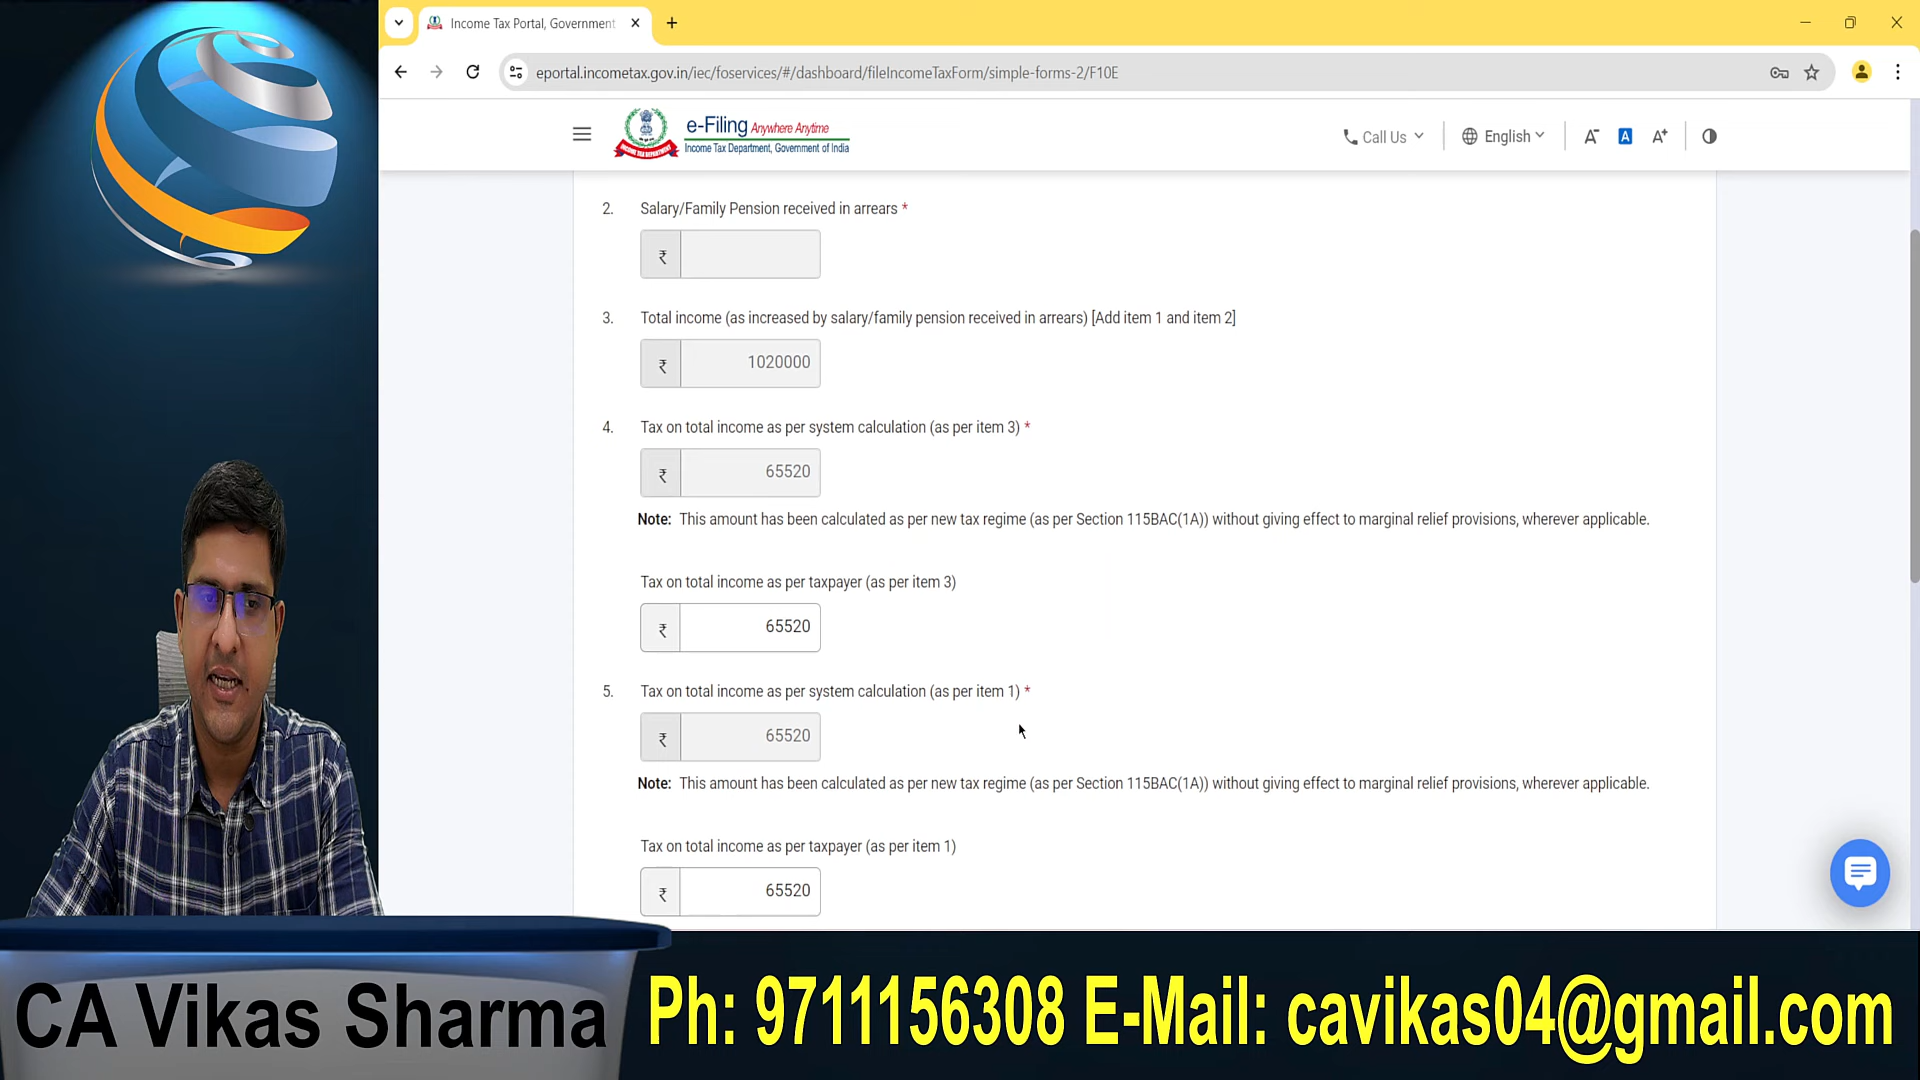 Income Tax Portal, Government
eportal.incometax.gov.in/iec/foservices/#/dashboard/fileIncomeTaxForm/simple-forms-2/F10E
e-Filing Anywhere Anytime
Income Tax Department, Government of India
INCOME TAX DEPARTMENT
Call Us
English
A-
A
A+
2. Salary/Family Pension received in arrears *
₹
3. Total income (as increased by salary/family pension received in arrears) [Add item 1 and item 2]
₹ 1020000
4. Tax on total income as per system calculation (as per item 3) *
₹ 65520
Note: This amount has been calculated as per new tax regime (as per Section 115BAC(1A)) without giving effect to marginal relief provisions, wherever applicable.
Tax on total income as per taxpayer (as per item 3)
₹ 65520
5. Tax on total income as per system calculation (as per item 1) *
₹ 65520
Note: This amount has been calculated as per new tax regime (as per Section 115BAC(1A)) without giving effect to marginal relief provisions, wherever applicable.
Tax on total income as per taxpayer (as per item 1)
₹ 65520
CA Vikas Sharma
Ph: 9711156308 E-Mail: cavikas04@gmail.com